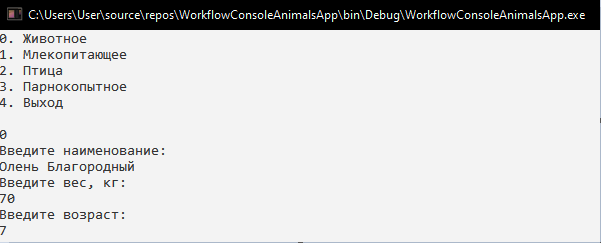 C:\Users\User\source\repos\WorkflowConsoleAnimalsApp\bin\Debug\WorkflowConsoleAnimalsApp.exe
0. Животное
1. Млекопитающее
2. Птица
3. Парнокопытное
4. Выход
0
Введите наименование:
Олень Благородный
Введите вес, кг:
70
Введите возраст:
7